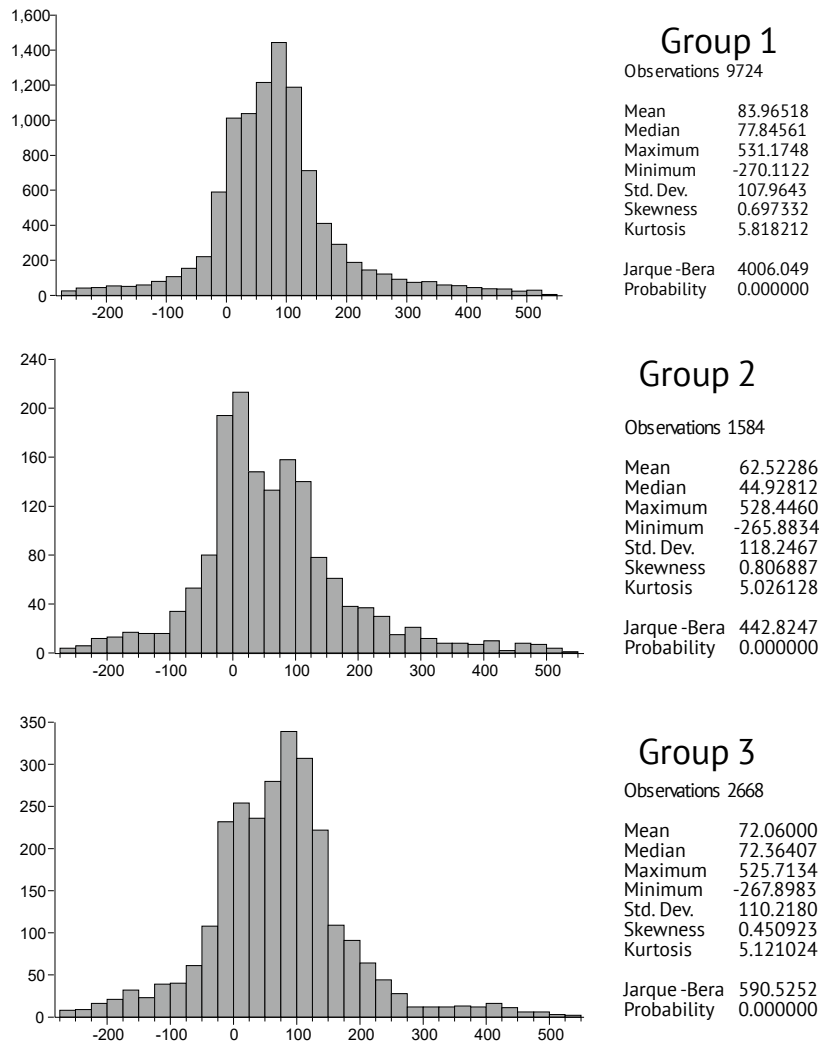 1,600
1,400
1,200
1,000
800
600
400
200
0
-200 -100 0 100 200 300 400 500
Group 1
Observations 9724
Mean 83.96518
Median 77.84561
Maximum 531.1748
Minimum -270.1122
Std. Dev. 107.9643
Skewness 0.697332
Kurtosis 5.818212
Jarque-Bera 4006.049
Probability 0.000000
240
200
160
120
80
40
0
-200 -100 0 100 200 300 400 500
Group 2
Observations 1584
Mean 62.52286
Median 44.92812
Maximum 528.4460
Minimum -265.8834
Std. Dev. 118.2467
Skewness 0.806887
Kurtosis 5.026128
Jarque-Bera 442.8247
Probability 0.000000
350
300
250
200
150
100
50
0
-200 -100 0 100 200 300 400 500
Group 3
Observations 2668
Mean 72.06000
Median 72.36407
Maximum 525.7134
Minimum -267.8983
Std. Dev. 110.2180
Skewness 0.450923
Kurtosis 5.121024
Jarque-Bera 590.5252
Probability 0.000000